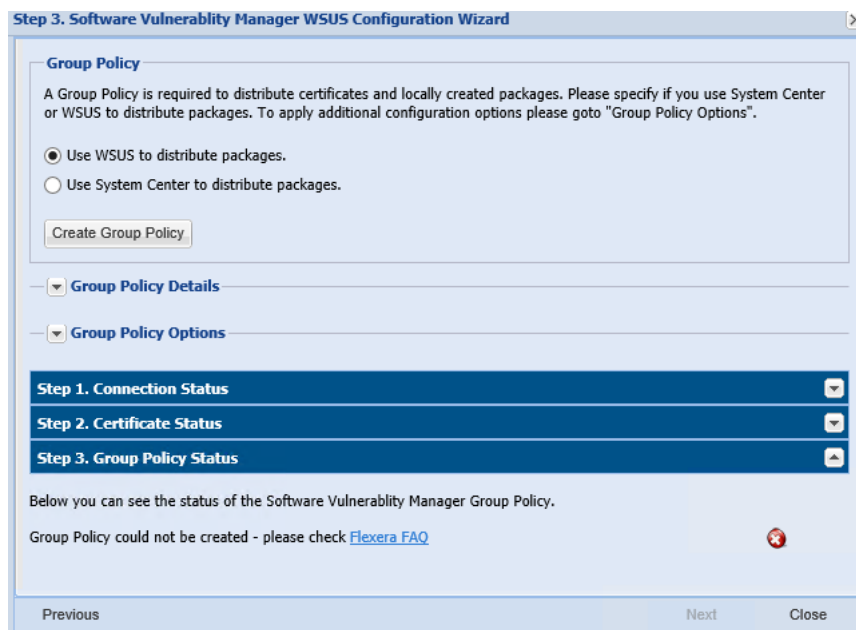 Step 3. Software Vulnerablity Manager WSUS Configuration Wizard
Group Policy
A Group Policy is required to distribute certificates and locally created packages. Please specify if you use System Center
or WSUS to distribute packages. To apply additional configuration options please goto "Group Policy Options".
Use WSUS to distribute packages.
Use System Center to distribute packages.
Create Group Policy
Group Policy Details
Group Policy Options
Step 1. Connection Status
Step 2. Certificate Status
Step 3. Group Policy Status
Below you can see the status of the Software Vulnerablity Manager Group Policy.
Group Policy could not be created - please check Flexera FAQ
Previous Next Close